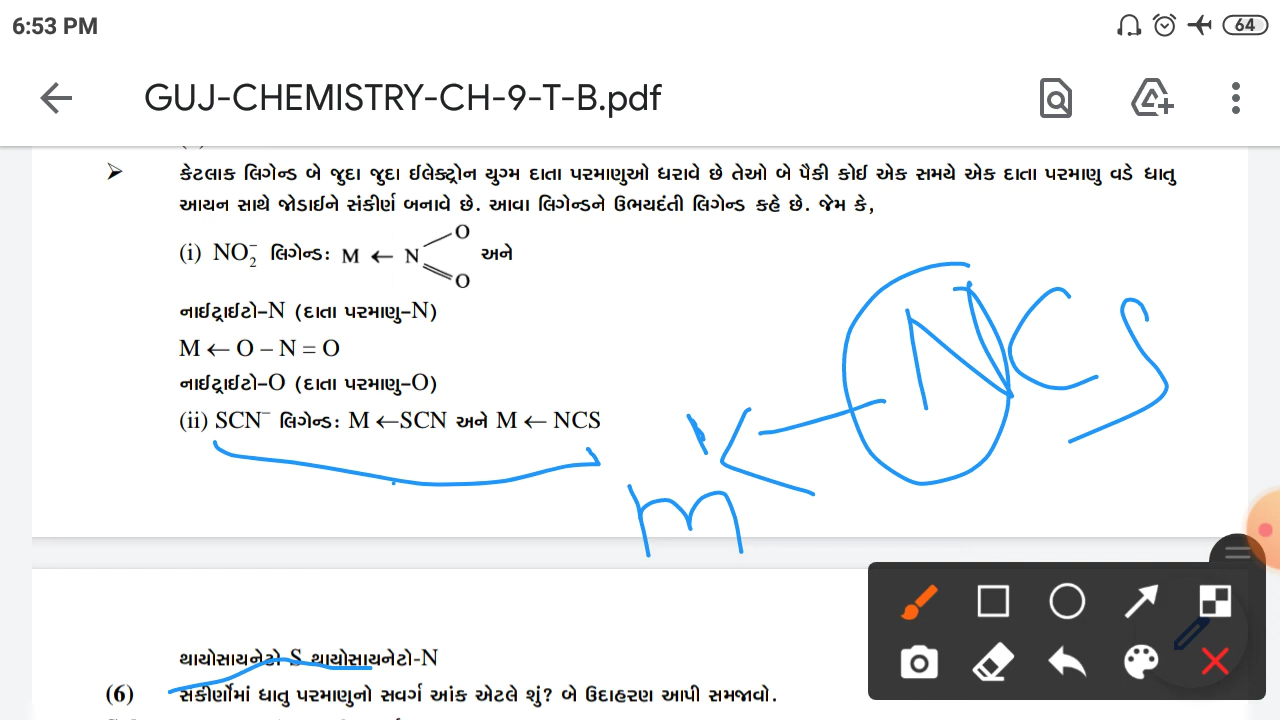 6:53 PM
64
GUJ-CHEMISTRY-CH-9-T-B.pdf
➤ કેટલાક લિગેન્ડ બે જુદા જુદા ઈલેક્ટ્રોન યુગ્મ દાતા પરમાણુઓ ધરાવે છે તેઓ બે પૈકી કોઈ એક સમયે એક દાતા પરમાણુ વડે ધાતુ
આયન સાથે જોડાઈને સંકીર્ણ બનાવે છે. આવા લિગેન્ડને ઉભયદંતી લિગેન્ડ કહે છે. જેમ કે,
O
(i) NO₂⁻ લિગેન્ડઃ M ← N અને
O
નાઈટ્રાઈટો–N (દાતા પરમાણુ–N)
M ← O – N = O
નાઈટ્રાઈટો–O (દાતા પરમાણુ–O)
(ii) SCN⁻ લિગેન્ડઃ M ←SCN અને M ← NCS
m ← NCS
થાયોસાયનેટો-S થાયોસાયનેટો-N
(6) સંકીર્ણોમાં ધાતુ પરમાણુનો સવર્ગ આંક એટલે શું? બે ઉદાહરણ આપી સમજાવો.